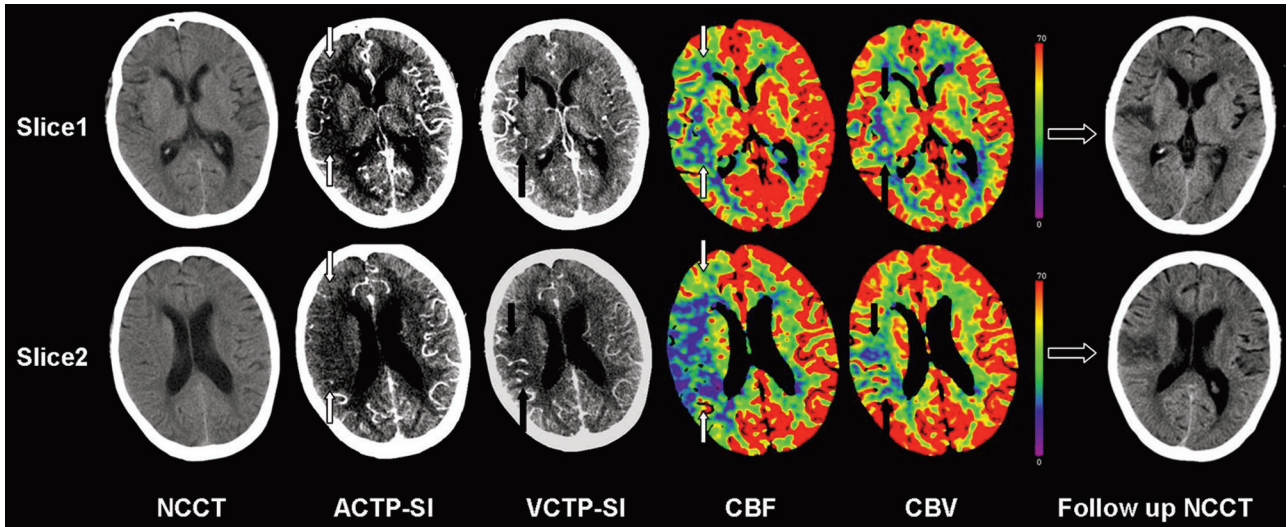 Slice1
70
0
Slice2
70
0
NCCT ACTP-SI VCTP-SI CBF CBV Follow up NCCT